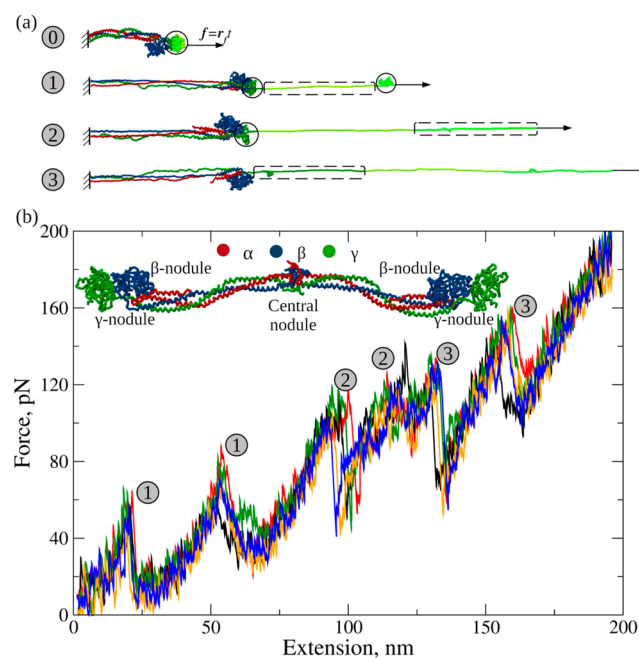 (a)
0
f=r_f t
1
2
3
(b)
200
160
120
80
40
0
Force, pN
α β γ
β-nodule β-nodule
γ-nodule Central nodule γ-nodule
1
1
2
2
3
3
0 50 100 150 200
Extension, nm